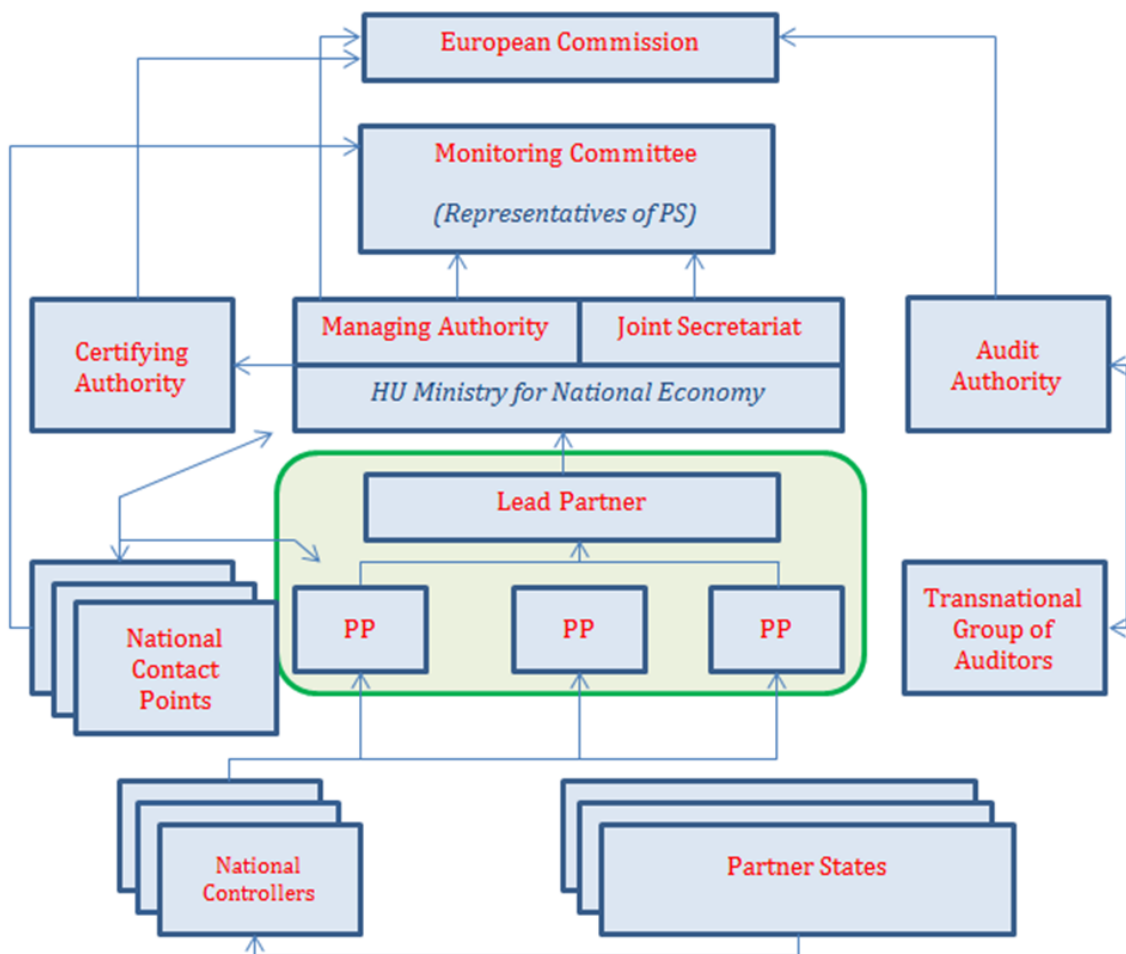 European Commission
Monitoring Committee
(Representatives of PS)
Managing Authority
Joint Secretariat
HU Ministry for National Economy
Certifying
Authority
Audit
Authority
Lead Partner
PP
PP
PP
National
Contact
Points
Transnational
Group of
Auditors
National
Controllers
Partner States